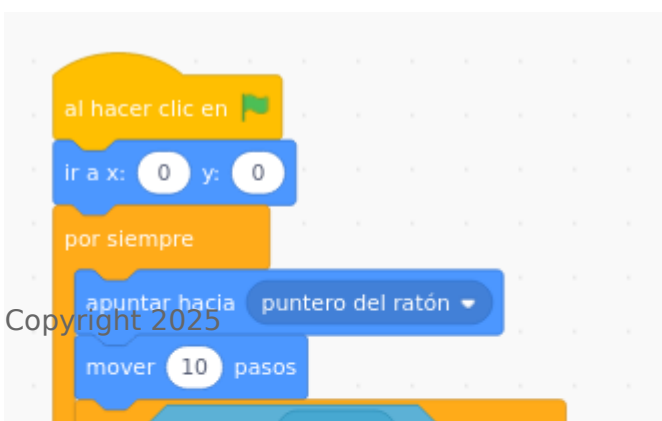 al hacer clic en
ir a x: 0 y: 0
por siempre
apuntar hacia puntero del ratón
Copyright 2025
mover 10 pasos